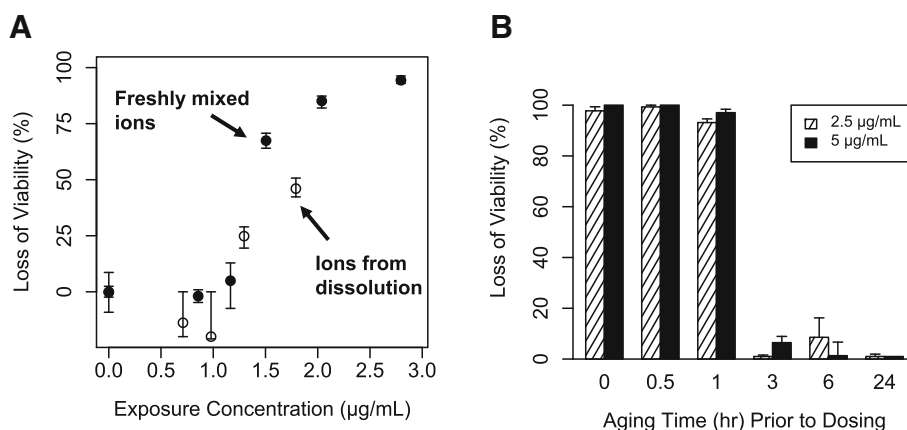 A
Loss of Viability (%)
100
75
50
25
0
Freshly mixed
ions
Ions from
dissolution
0.0 0.5 1.0 1.5 2.0 2.5 3.0
Exposure Concentration (µg/mL)
B
Loss of Viability (%)
100
80
60
40
20
0
2.5 µg/mL
5 µg/mL
0 0.5 1 3 6 24
Aging Time (hr) Prior to Dosing